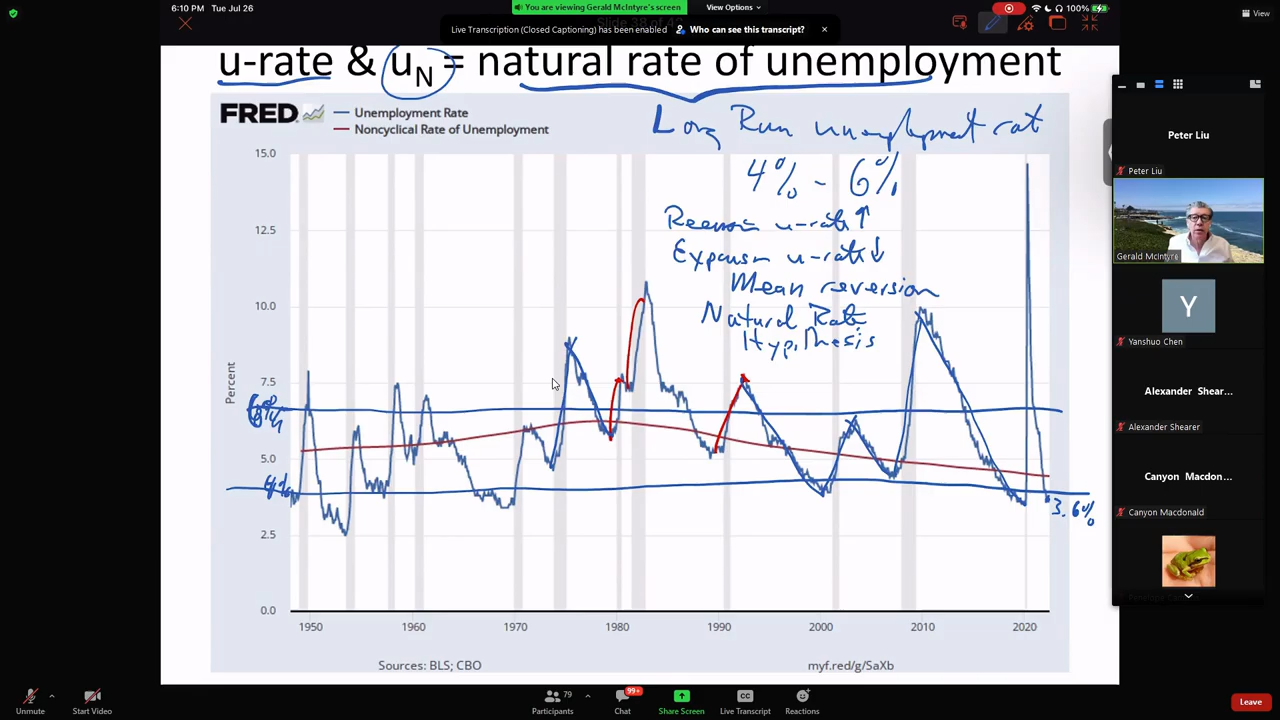 6:10 PM Tue Jul 26
You are viewing Gerald McIntyre's screen
View Options
100%
View
Live Transcription (Closed Captioning) has been enabled
Who can see this transcript?
u-rate & uN = natural rate of unemployment
FRED
Unemployment Rate
Noncyclical Rate of Unemployment
Long Run unemployment rat
4% - 6%
Recession u-rate ↑
Expansion u-rate ↓
Mean reversion
Natural Rate
Hypothesis
Percent
15.0
12.5
10.0
7.5
5.0
2.5
0.0
4%
3.6%
1950
1960
1970
1980
1990
2000
2010
2020
Sources: BLS; CBO
myf.red/g/SaXb
Peter Liu
Peter Liu
Gerald McIntyre
Y
Yanshuo Chen
Alexander Shear...
Alexander Shearer
Canyon Macdon...
Canyon Macdonald
Unmute
Start Video
79
Participants
99+
Chat
Share Screen
CC
Live Transcript
Reactions
Leave